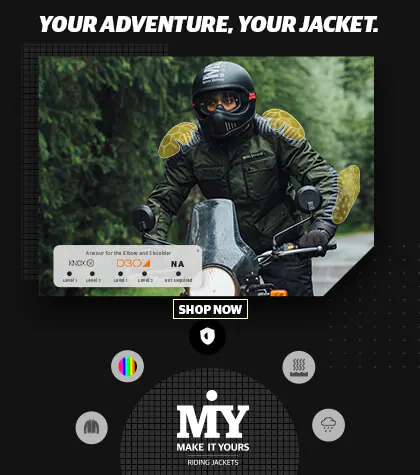 YOUR ADVENTURE, YOUR JACKET.
Armour for the Elbow and Shoulder
KNOX
D3O
NA
Level 1
Level 2
Level 1
Level 2
Not Required
SHOP NOW
MIY
MAKE IT YOURS
RIDING JACKETS